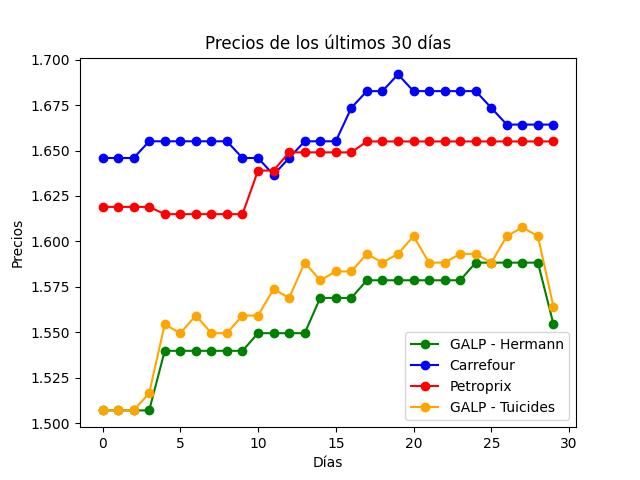 Precios de los últimos 30 días
1.700
1.675
1.650
1.625
1.600
1.575
1.550
1.525
1.500
Precios
0 5 10 15 20 25 30
Días
GALP - Hermann
Carrefour
Petroprix
GALP - Tuicides